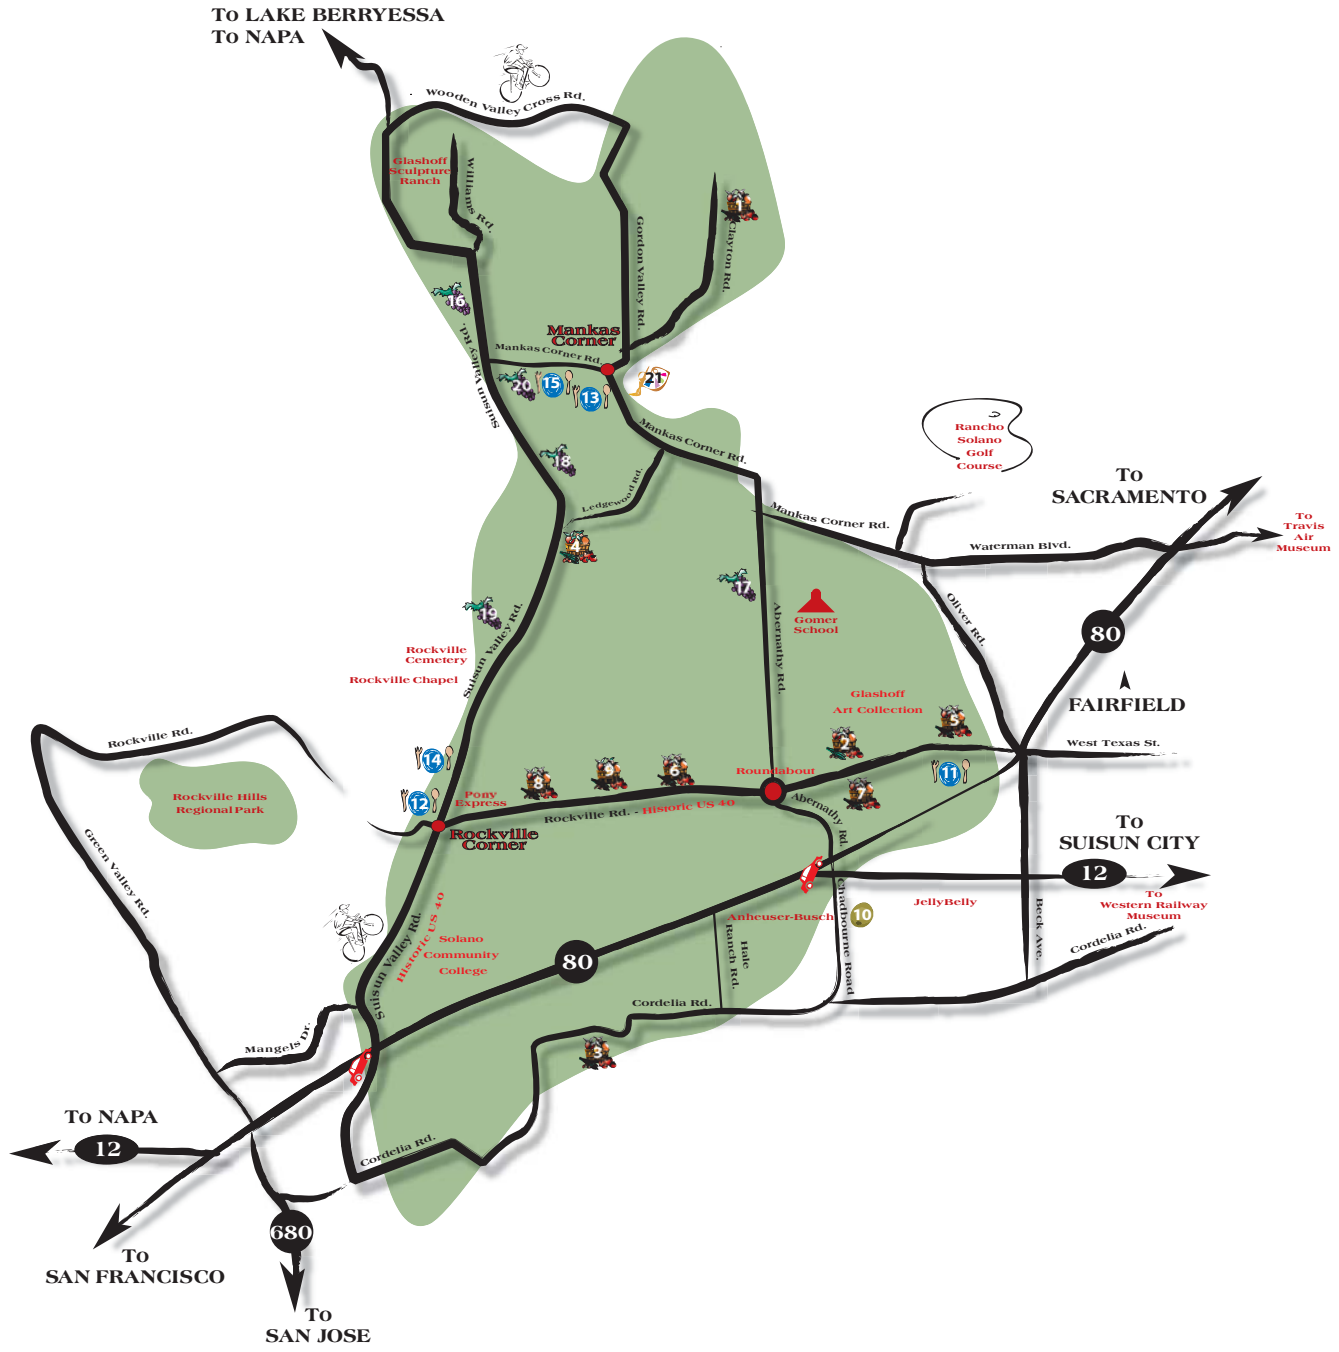 To LAKE BERRYESSA
To NAPA
Wooden Valley Cross Rd.
Glashoff
Sculpture
Ranch
Williams Rd.
1
Clayton Rd.
Gordon Valley Rd.
16
Suisun Valley Rd.
Mankas
Corner
Mankas Corner Rd.
20
15
13
21
Mankas Corner Rd.
18
Ledgewood Rd.
4
Rancho
Solano
Golf
Course
To
SACRAMENTO
Mankas Corner Rd.
Waterman Blvd.
To
Travis
Air
Museum
17
Abernathy Rd.
Gomer
School
Oliver Rd.
80
19
Suisun Valley Rd.
Rockville
Cemetery
Rockville Chapel
FAIRFIELD
Glashoff
Art Collection
5
2
West Texas St.
Rockville Rd.
14
12
Pony
Express
8
9
6
Roundabout
7
11
Rockville Hills
Regional Park
Rockville Rd. - Historic US 40
Abernathy Rd.
Rockville
Corner
To
SUISUN CITY
12
Green Valley Rd.
Suisun Valley Rd.
Historic US 40
Solano
Community
College
80
Anheuser-Busch
10
JellyBelly
Chadbourne Road
Hale
Ranch Rd.
Beck Ave.
To
Western Railway
Museum
Cordelia Rd.
Cordelia Rd.
Mangels Dr.
3
To NAPA
12
Cordelia Rd.
680
To
SAN FRANCISCO
To
SAN JOSE